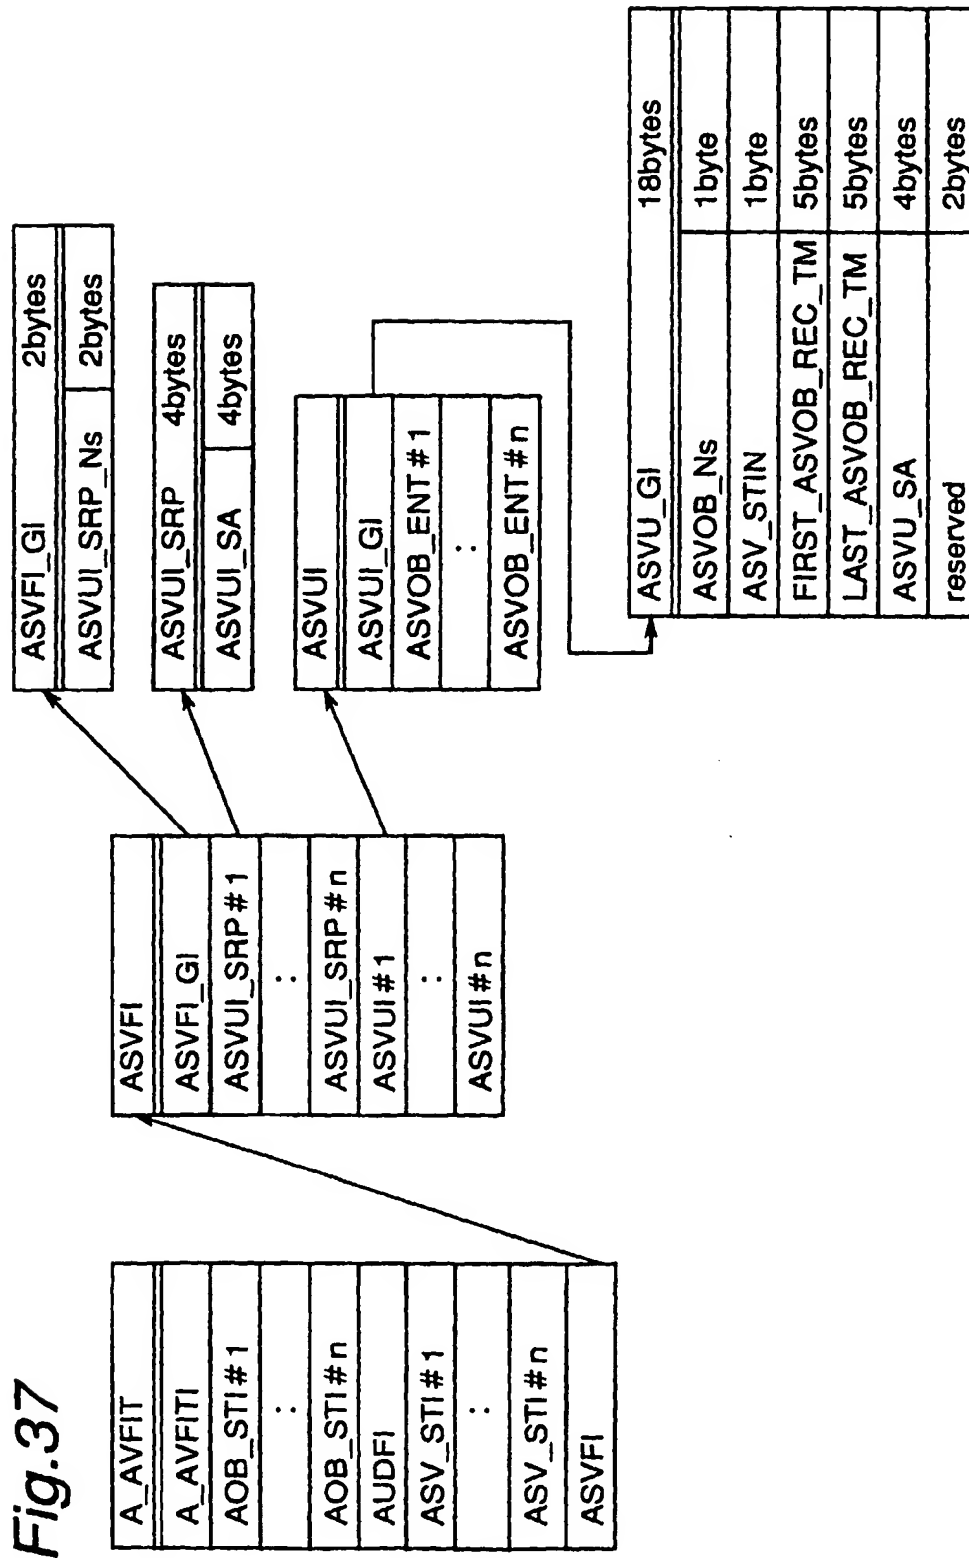 Fig.37
A_AVFIT
A_AVFITI
AOB_STI#1
:
AOB_STI#n
AUDFI
ASV_STI#1
:
ASV_STI#n
ASVFI
ASVFI
ASVFI_GI
ASVUI_SRP#1
:
ASVUI_SRP#n
ASVUI#1
:
ASVUI#n
ASVFI_GI 2bytes
ASVUI_SRP_Ns 2bytes
ASVUI_SRP 4bytes
ASVUI_SA 4bytes
ASVUI
ASVUI_GI
ASVOB_ENT#1
:
ASVOB_ENT#n
ASVU_GI 18bytes
ASVOB_Ns 1byte
ASV_STIN 1byte
FIRST_ASVOB_REC_TM 5bytes
LAST_ASVOB_REC_TM 5bytes
ASVU_SA 4bytes
reserved 2bytes